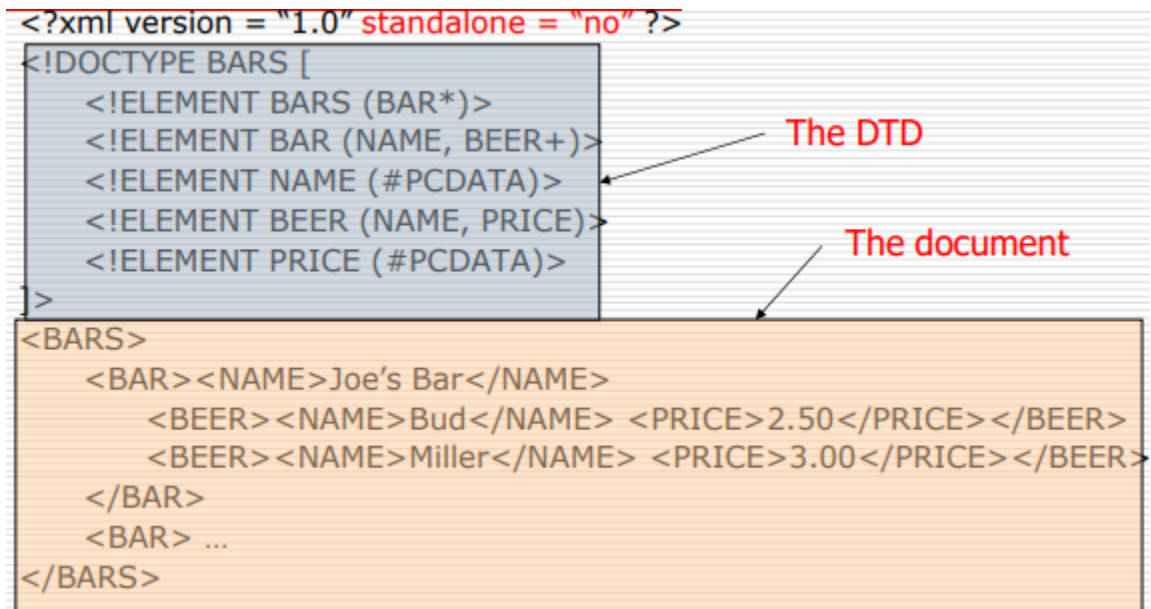 <?xml version = “1.0” standalone = “no” ?>
<!DOCTYPE BARS [
<!ELEMENT BARS (BAR*)>
<!ELEMENT BAR (NAME, BEER+)>
The DTD
<!ELEMENT NAME (#PCDATA)>
<!ELEMENT BEER (NAME, PRICE)>
The document
<!ELEMENT PRICE (#PCDATA)>
]>
<BARS>
<BAR><NAME>Joe’s Bar</NAME>
<BEER><NAME>Bud</NAME> <PRICE>2.50</PRICE></BEER>
<BEER><NAME>Miller</NAME> <PRICE>3.00</PRICE></BEER>
</BAR>
<BAR> …
</BARS>